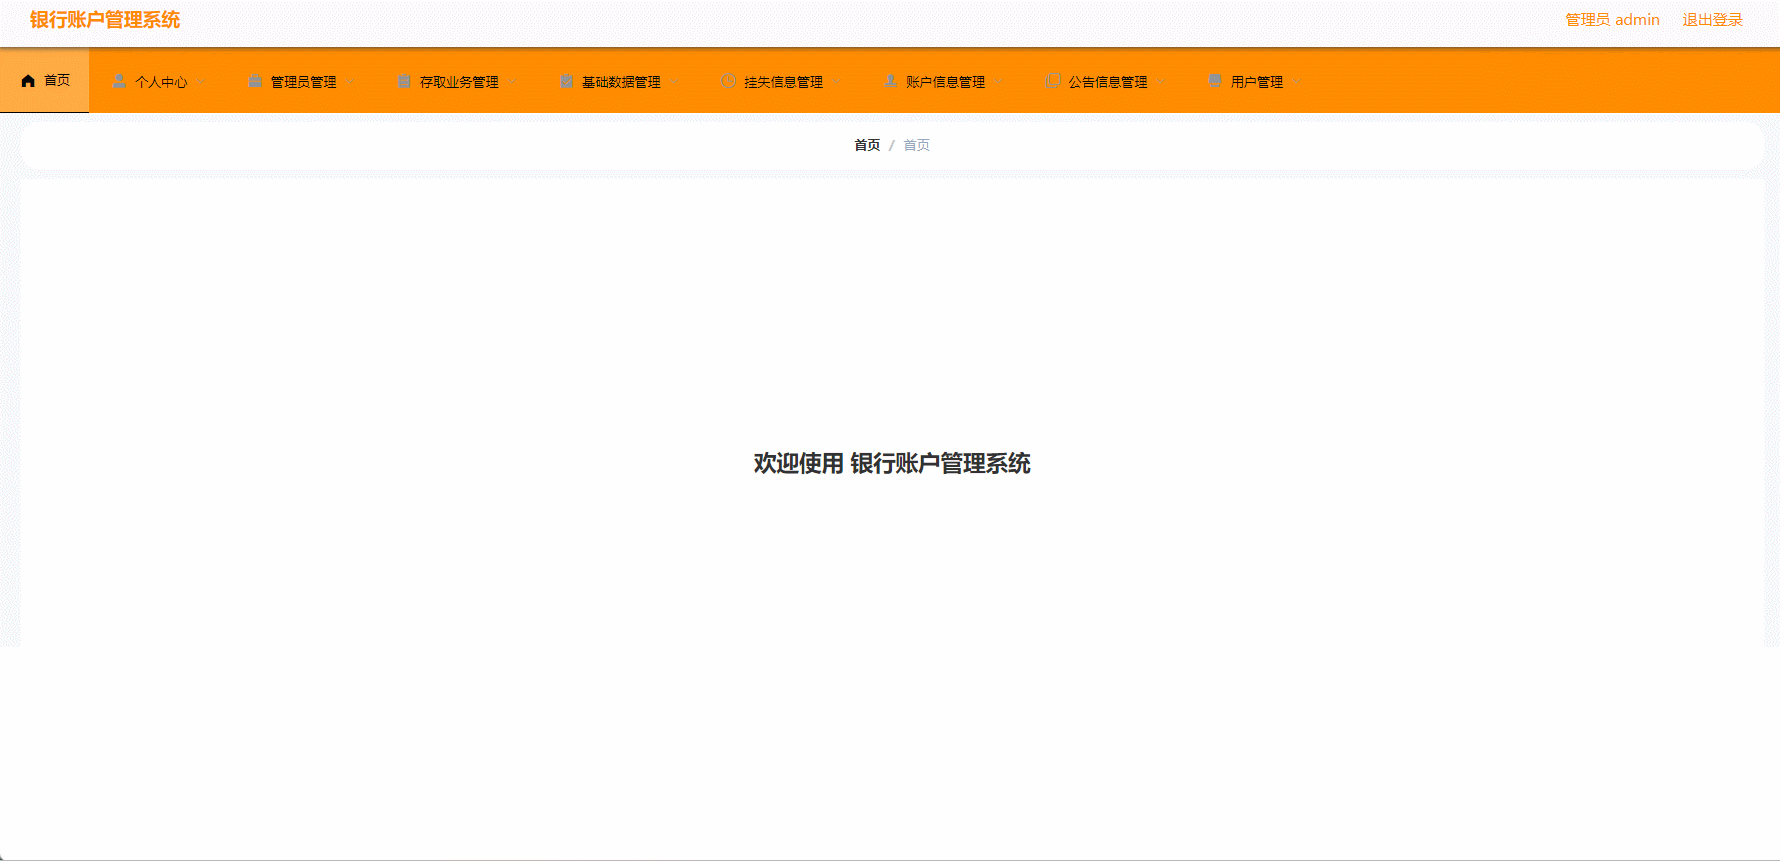 银行账户管理系统
管理员 admin 退出登录
首页 个人中心 管理员管理 存取业务管理 基础数据管理 挂失信息管理 账户信息管理 公告信息管理 用户管理
首页 / 首页
欢迎使用 银行账户管理系统